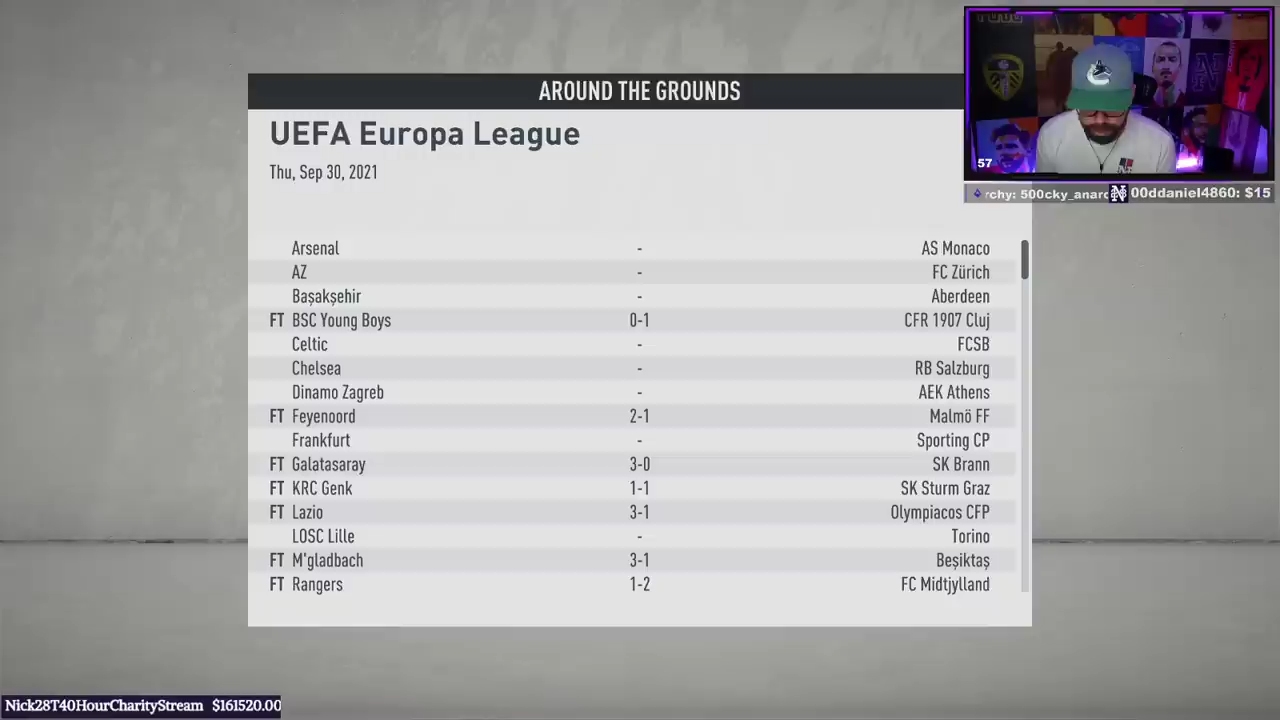 AROUND THE GROUNDS
UEFA Europa League
Thu, Sep 30, 2021
57
rchy: 500cky_anarc 00ddaniel4860: $15
Arsenal - AS Monaco
AZ - FC Zürich
Başakşehir - Aberdeen
FT BSC Young Boys 0-1 CFR 1907 Cluj
Celtic - FCSB
Chelsea - RB Salzburg
Dinamo Zagreb - AEK Athens
FT Feyenoord 2-1 Malmö FF
Frankfurt - Sporting CP
FT Galatasaray 3-0 SK Brann
FT KRC Genk 1-1 SK Sturm Graz
FT Lazio 3-1 Olympiacos CFP
LOSC Lille - Torino
FT M'gladbach 3-1 Beşiktaş
FT Rangers 1-2 FC Midtjylland
Nick28T40HourCharityStream $161520.00